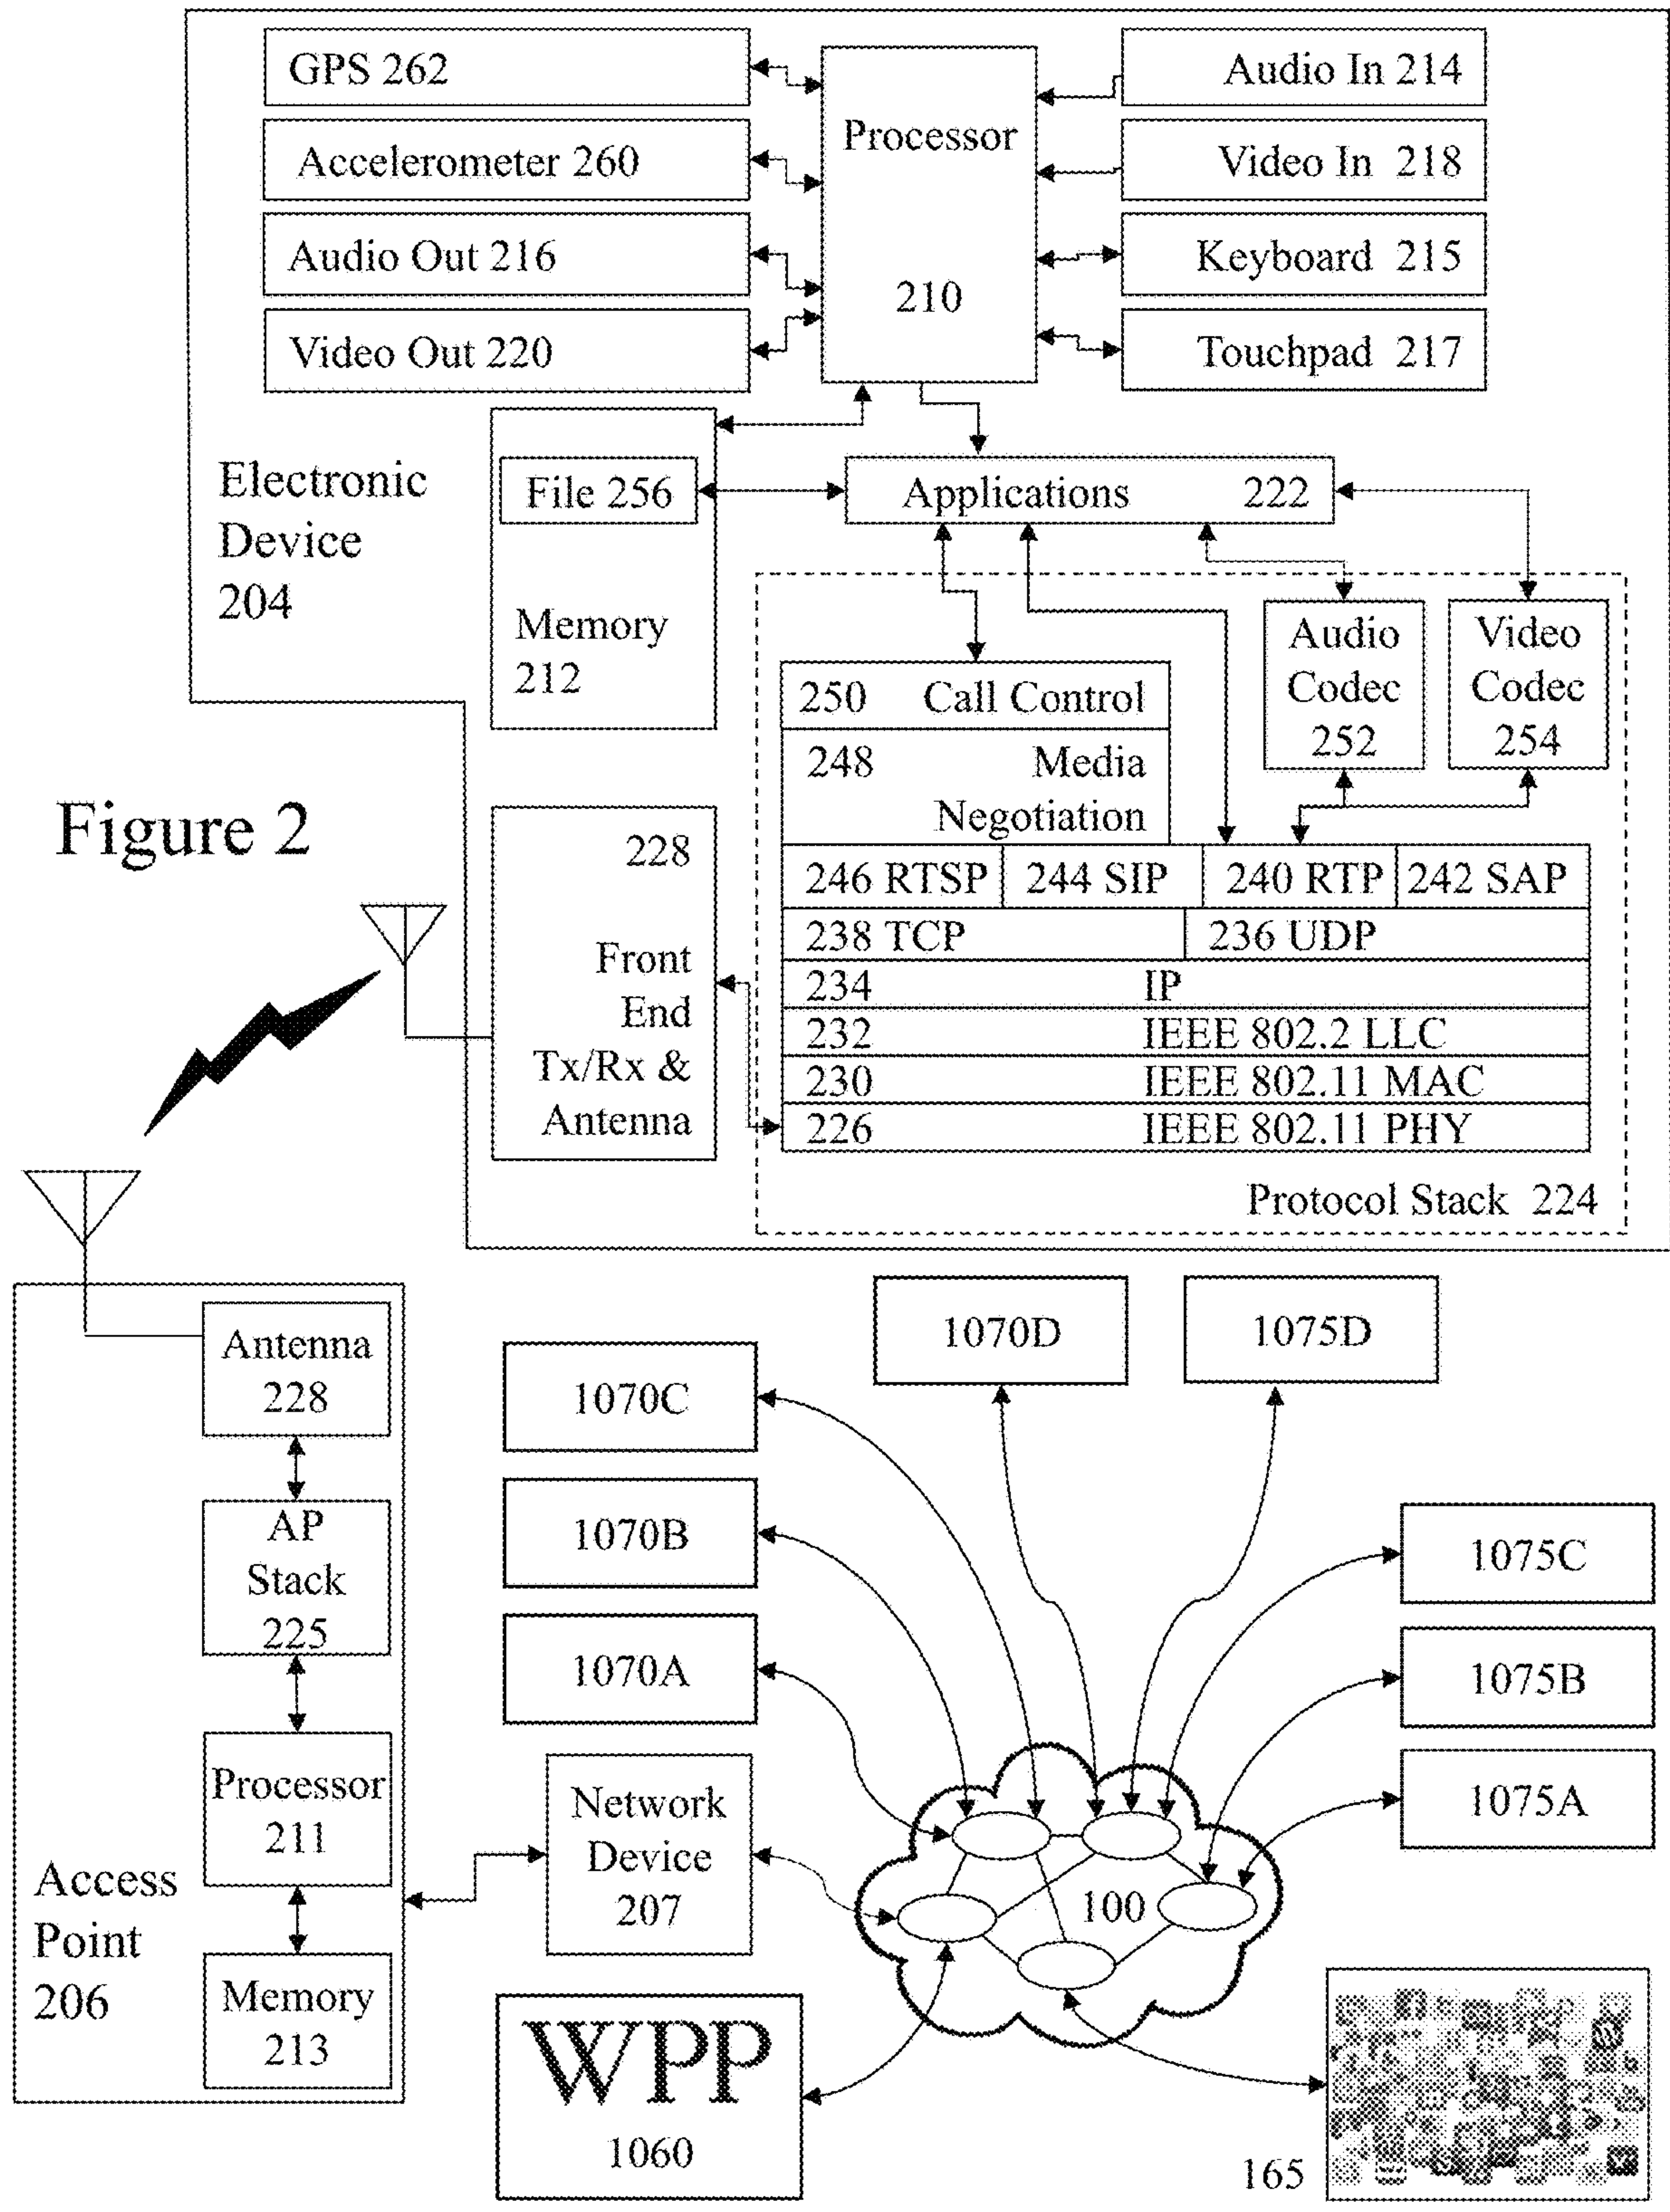 GPS 262
Accelerometer 260
Audio Out 216
Video Out 220
Processor
210
Audio In 214
Video In 218
Keyboard 215
Touchpad 217
Electronic
Device
204
File 256
Memory
212
Applications 222
Audio
Codec
252
Video
Codec
254
250 Call Control
248 Media
Negotiation
246 RTSP
244 SIP
240 RTP
242 SAP
238 TCP
236 UDP
234 IP
232 IEEE 802.2 LLC
230 IEEE 802.11 MAC
226 IEEE 802.11 PHY
Protocol Stack 224
Figure 2
228
Front
End
Tx/Rx &
Antenna
Antenna
228
AP
Stack
225
Processor
211
Memory
213
Access
Point
206
Network
Device
207
1070C
1070B
1070A
1070D
1075D
1075C
1075B
1075A
100
WPP
1060
165